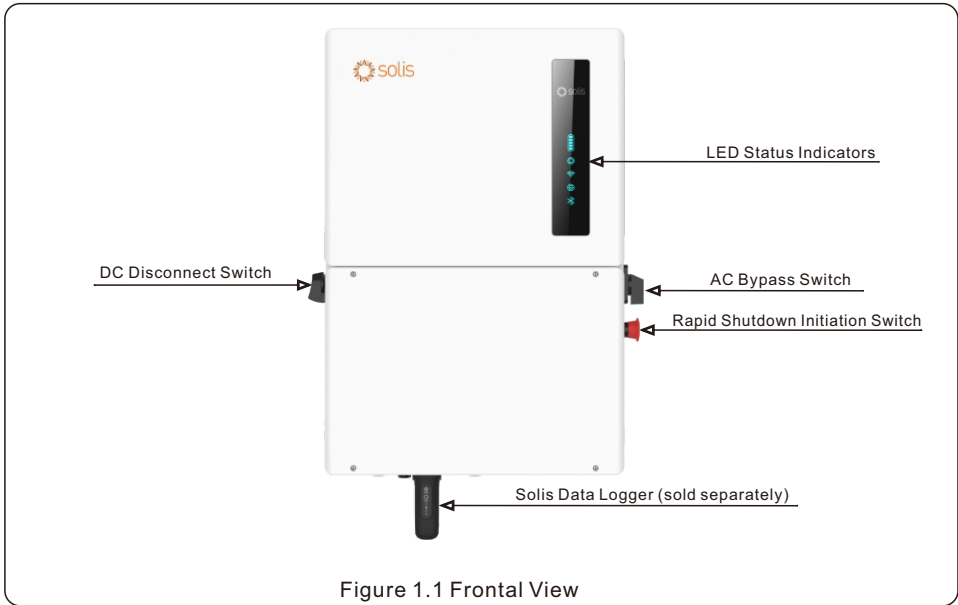 solis
solis
LED Status Indicators
DC Disconnect Switch
AC Bypass Switch
Rapid Shutdown Initiation Switch
Solis Data Logger (sold separately)
Figure 1.1 Frontal View